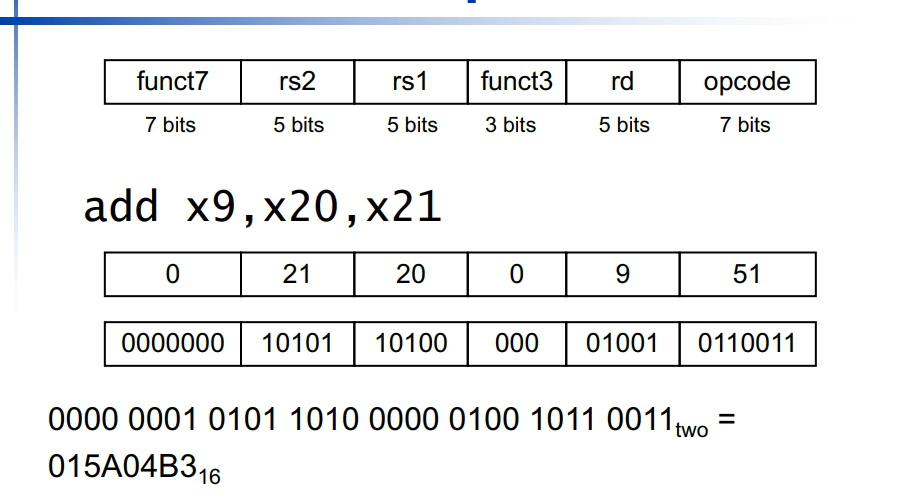 funct7 rs2 rs1 funct3 rd opcode
7 bits 5 bits 5 bits 3 bits 5 bits 7 bits
add x9,x20,x21
0 21 20 0 9 51
0000000 10101 10100 000 01001 0110011
0000 0001 0101 1010 0000 0100 1011 0011two =
015A04B316